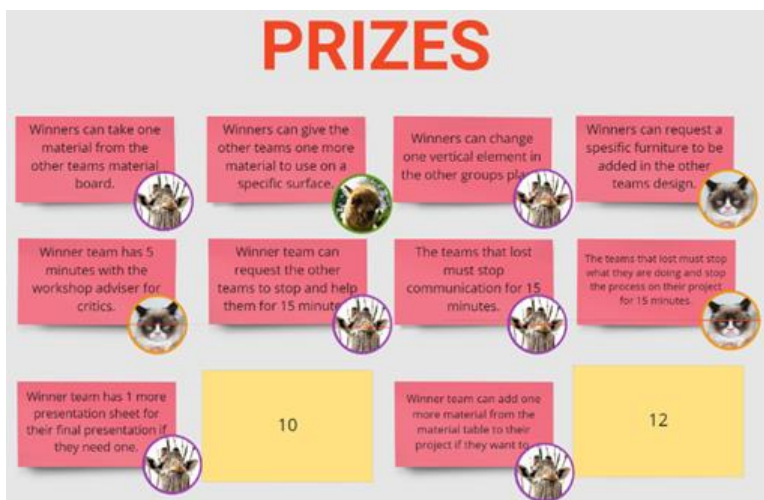 PRIZES
Winners can take one
material from the
other teams material
board.
Winners can give the
other teams one more
material to use on a
specific surface.
Winners can change
one vertical element in
the other groups
Winners can request a
spesific furniture to be
added in the other
teams design.
Winner team has 5
minutes with the
workshop adviser for
critics.
Winner team can
request the other
teams to stop and help
them for 15
The teams that lost
must stop
communication for 15
minutes.
The teams that lost must stop
what they are doing and stop
the process on their project
for 15 minutes.
Winner team has 1 more
presentation sheet for
their final presentation if
they need one.
10
Winner team can add one
more material from the
material table to their
project if they want to
12